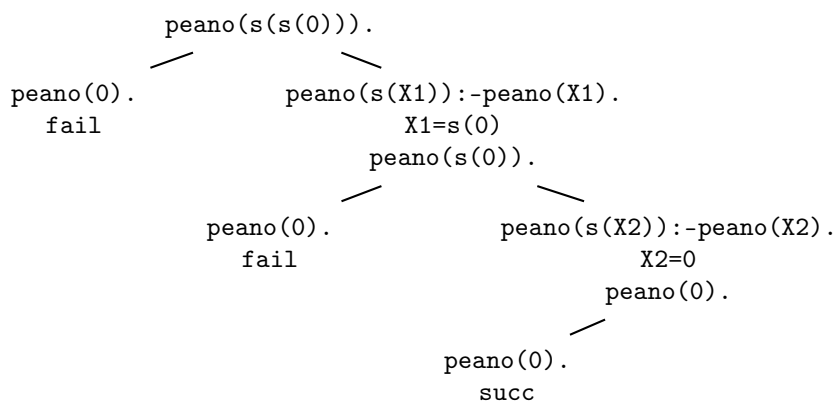 peano(s(s(0))).
peano(0). peano(s(X1)):-peano(X1).
fail X1=s(0)
peano(s(0)).
peano(0). peano(s(X2)):-peano(X2).
fail X2=0
peano(0).
peano(0).
succ